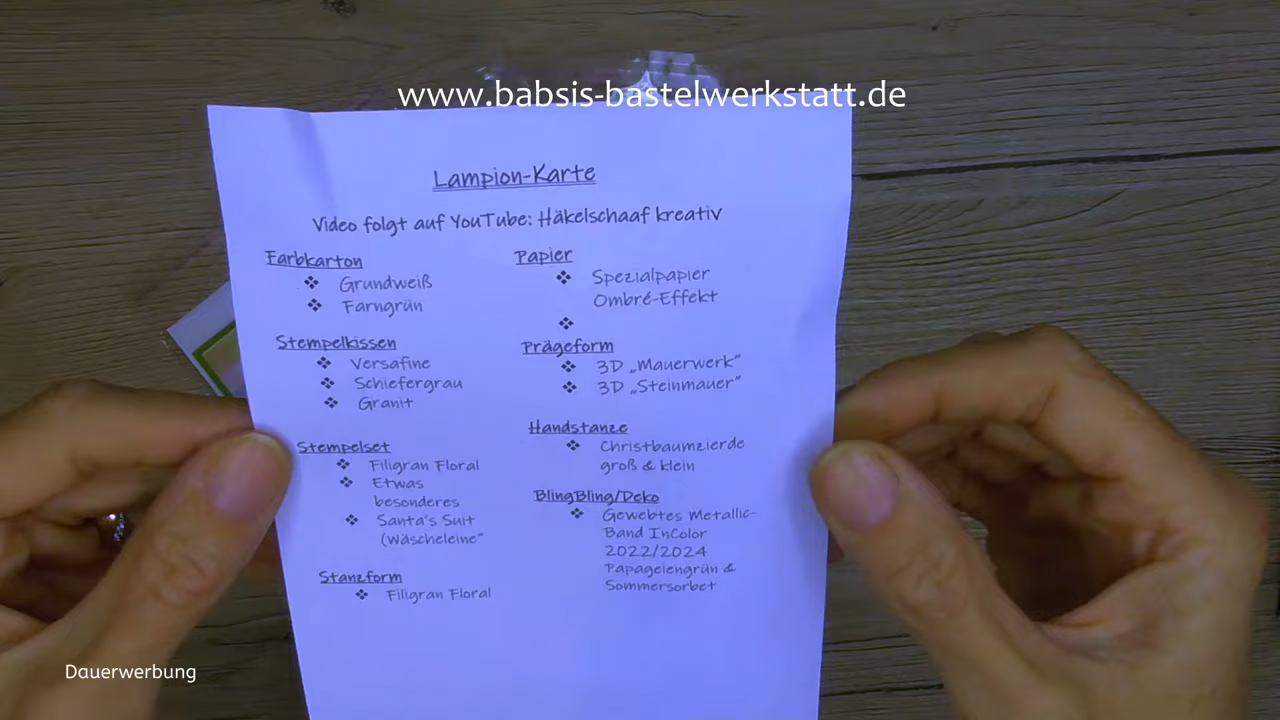 www.babsis-bastelwerkstatt.de
Lampion-Karte
Video folgt auf YouTube: Häkelschaaf kreativ
Farbkarton
❖ Grundweiß
❖ Farngrün
Stempelkissen
❖ Versafine
❖ Schiefergrau
❖ Granit
Stempelset
❖ Filigran Floral
❖ Etwas
besonderes
❖ Santa's Suit
(Wäscheleine"
Stanzform
❖ Filigran Floral
Papier
❖ Spezialpapier
Ombré-Effekt
❖
Prägeform
❖ 3D „Mauerwerk"
❖ 3D „Steinmauer"
Handstanze
❖ Christbaumzierde
groß & klein
BlingBling/Deko
❖ Gewebtes Metallic-
Band InColor
2022/2024
Papageiengrün &
Sommersorbet
Dauerwerbung